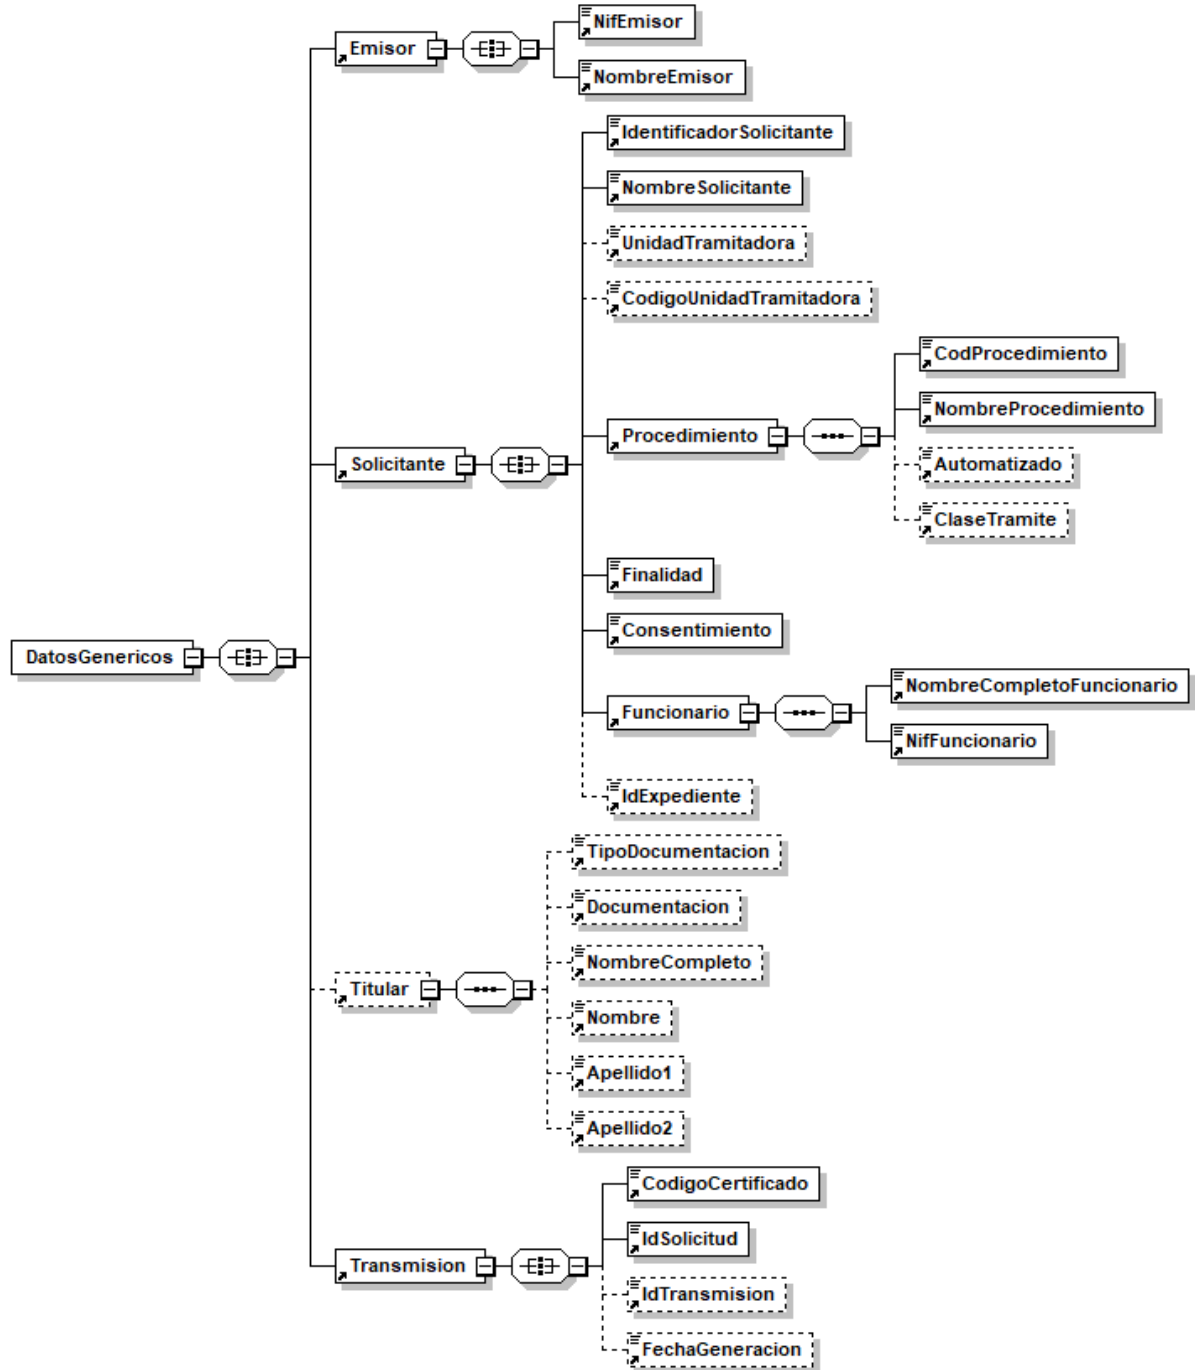 Emisor
NifEmisor
NombreEmisor
IdentificadorSolicitante
NombreSolicitante
UnidadTramitadora
CodigoUnidadTramitadora
CodProcedimiento
NombreProcedimiento
Procedimiento
Automatizado
Solicitante
ClaseTramite
Finalidad
Consentimiento
DatosGenericos
NombreCompletoFuncionario
Funcionario
NifFuncionario
IdExpediente
TipoDocumentacion
Documentacion
NombreCompleto
Titular
Nombre
Apellido1
Apellido2
CodigoCertificado
IdSolicitud
Transmision
IdTransmision
FechaGeneracion